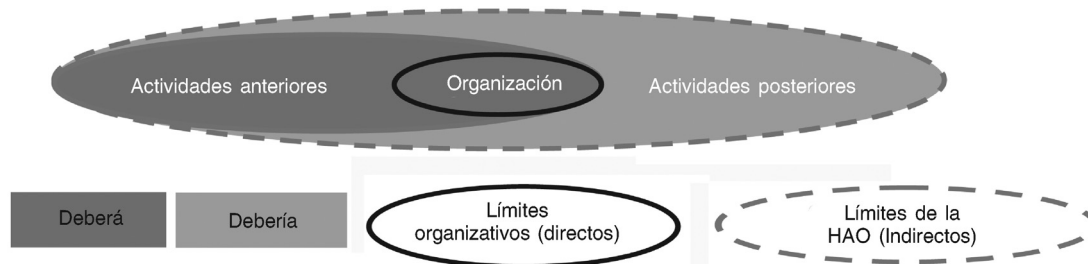 Actividades anteriores
Organización
Actividades posteriores
Deberá
Debería
Límites
organizativos (directos)
Límites de la
HAO (Indirectos)